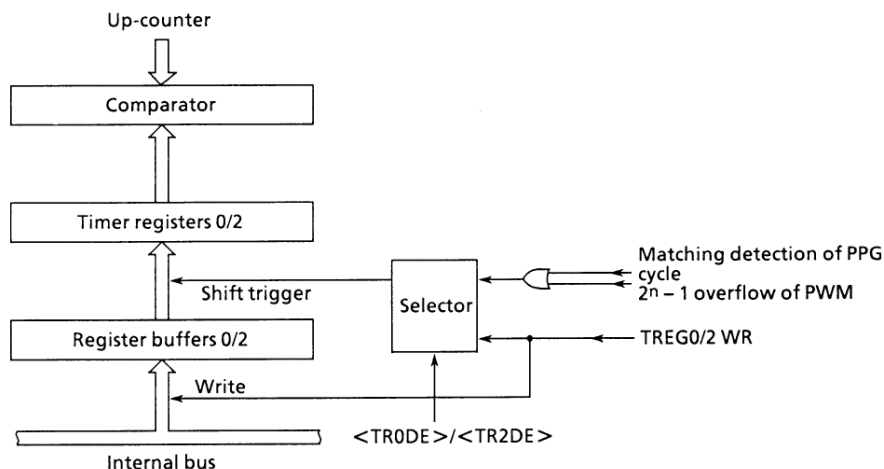 Up-counter
Comparator
Timer registers 0/2
Matching detection of PPG
cycle
2ⁿ – 1 overflow of PWM
Shift trigger
Selector
Register buffers 0/2
TREG0/2 WR
Write
<TR0DE>/<TR2DE>
Internal bus